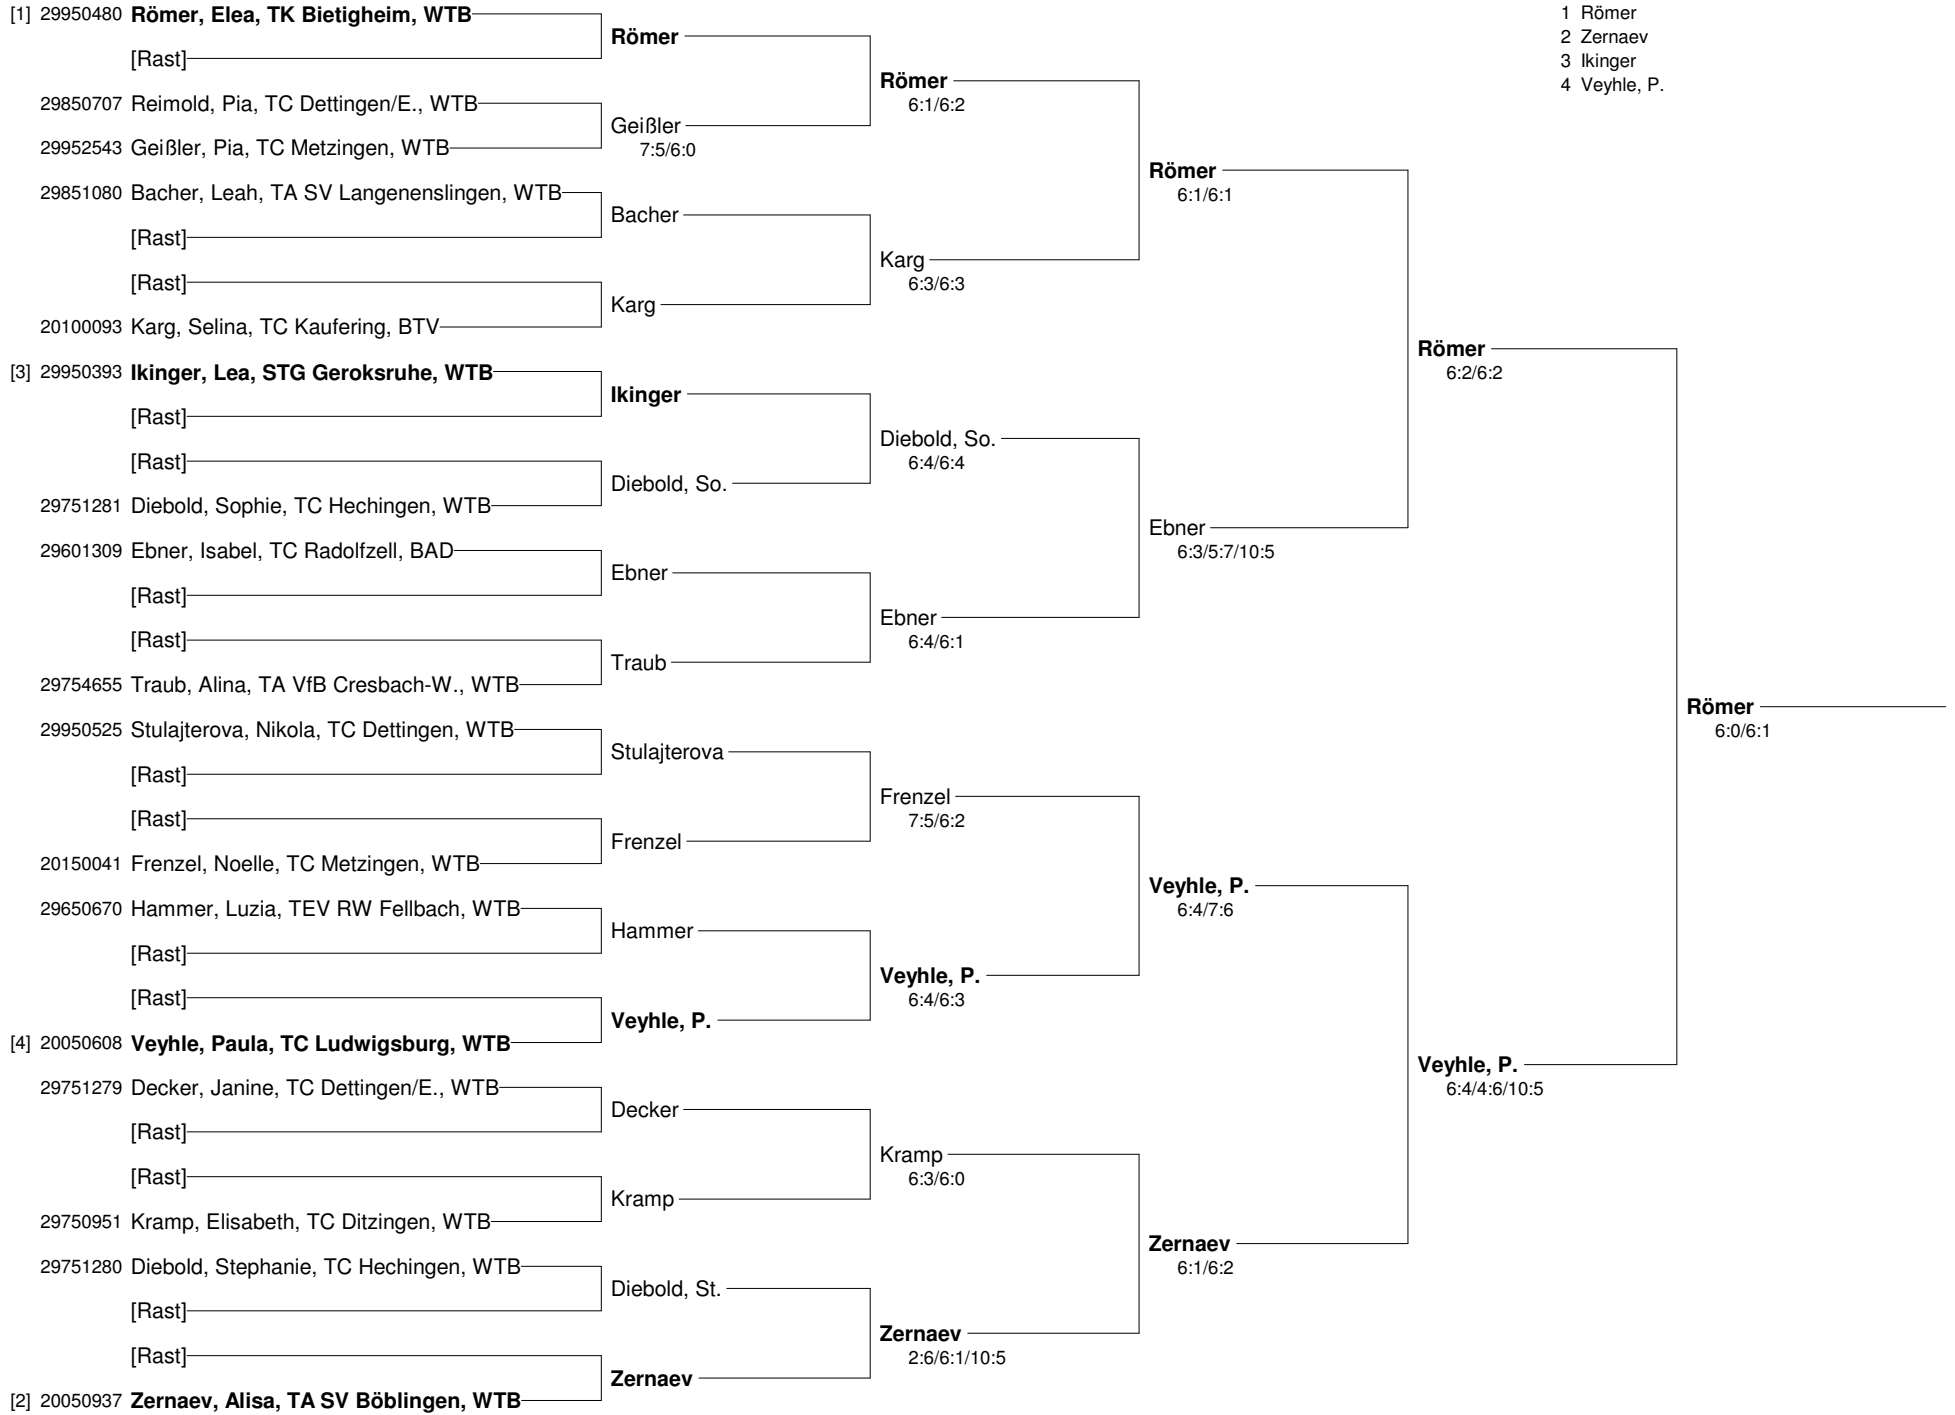 [1] 29950480 Römer, Elea, TK Bietigheim, WTB
[Rast]
29850707 Reimold, Pia, TC Dettingen/E., WTB
29952543 Geißler, Pia, TC Metzingen, WTB
29851080 Bacher, Leah, TA SV Langenenslingen, WTB
[Rast]
[Rast]
20100093 Karg, Selina, TC Kaufering, BTV
[3] 29950393 Ikinger, Lea, STG Geroksruhe, WTB
[Rast]
[Rast]
29751281 Diebold, Sophie, TC Hechingen, WTB
29601309 Ebner, Isabel, TC Radolfzell, BAD
[Rast]
[Rast]
29754655 Traub, Alina, TA VfB Cresbach-W., WTB
29950525 Stulajterova, Nikola, TC Dettingen, WTB
[Rast]
[Rast]
20150041 Frenzel, Noelle, TC Metzingen, WTB
29650670 Hammer, Luzia, TEV RW Fellbach, WTB
[Rast]
[Rast]
[4] 20050608 Veyhle, Paula, TC Ludwigsburg, WTB
29751279 Decker, Janine, TC Dettingen/E., WTB
[Rast]
[Rast]
29750951 Kramp, Elisabeth, TC Ditzingen, WTB
29751280 Diebold, Stephanie, TC Hechingen, WTB
[Rast]
[Rast]
[2] 20050937 Zernaev, Alisa, TA SV Böblingen, WTB
Römer
Geißler
7:5/6:0
Bacher
Karg
Ikinger
Diebold, So.
Ebner
Traub
Stulajterova
Frenzel
Hammer
Veyhle, P.
Decker
Kramp
Diebold, St.
Zernaev
Römer
6:1/6:2
Karg
6:3/6:3
Diebold, So.
6:4/6:4
Ebner
6:4/6:1
Frenzel
7:5/6:2
Veyhle, P.
6:4/6:3
Kramp
6:3/6:0
Zernaev
2:6/6:1/10:5
Römer
6:1/6:1
Ebner
6:3/5:7/10:5
Veyhle, P.
6:4/7:6
Zernaev
6:1/6:2
Römer
6:2/6:2
Veyhle, P.
6:4/4:6/10:5
Römer
6:0/6:1
1 Römer
2 Zernaev
3 Ikinger
4 Veyhle, P.